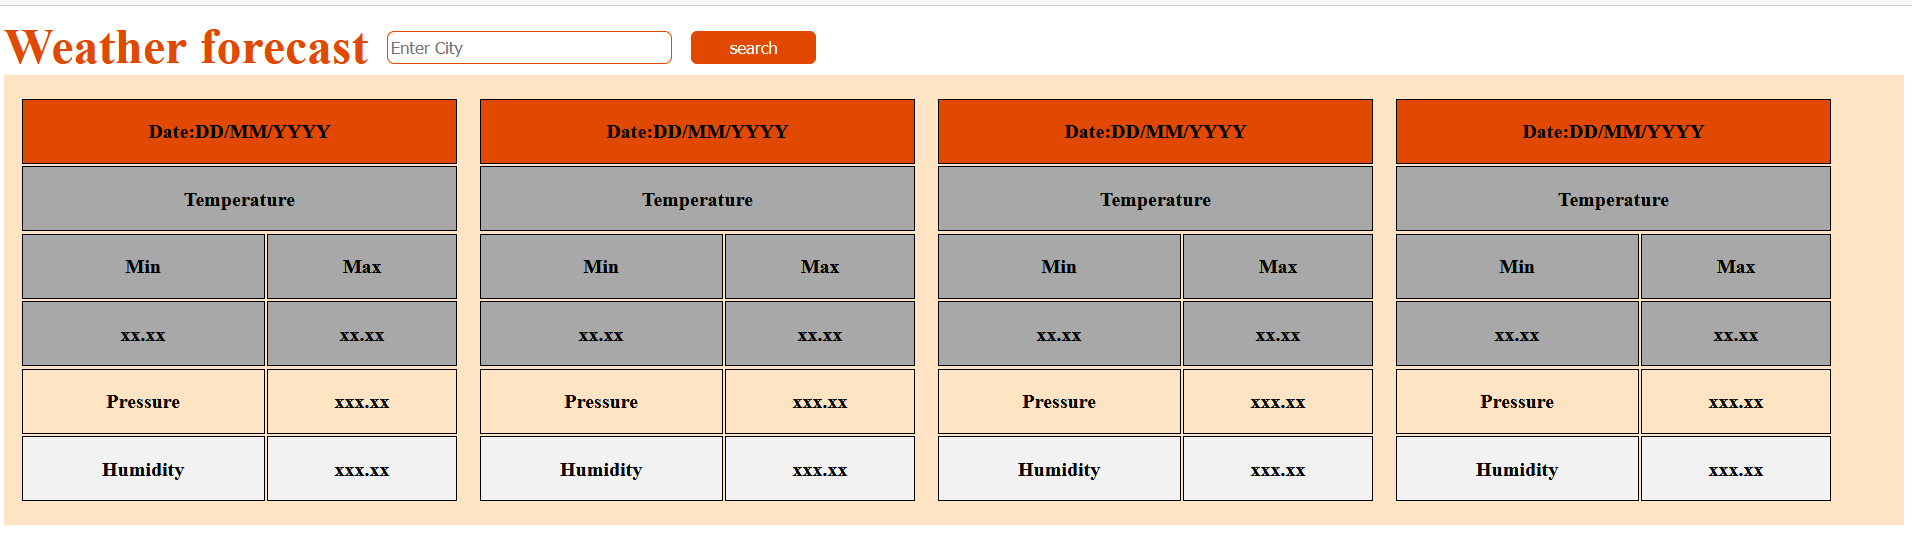 Weather forecast Enter City search
Date:DD/MM/YYYY Date:DD/MM/YYYY Date:DD/MM/YYYY Date:DD/MM/YYYY
Temperature Temperature Temperature Temperature
Min Max Min Max Min Max Min Max
xx.xx xx.xx xx.xx xx.xx xx.xx xx.xx xx.xx xx.xx
Pressure xxx.xx Pressure xxx.xx Pressure xxx.xx Pressure xxx.xx
Humidity xxx.xx Humidity xxx.xx Humidity xxx.xx Humidity xxx.xx